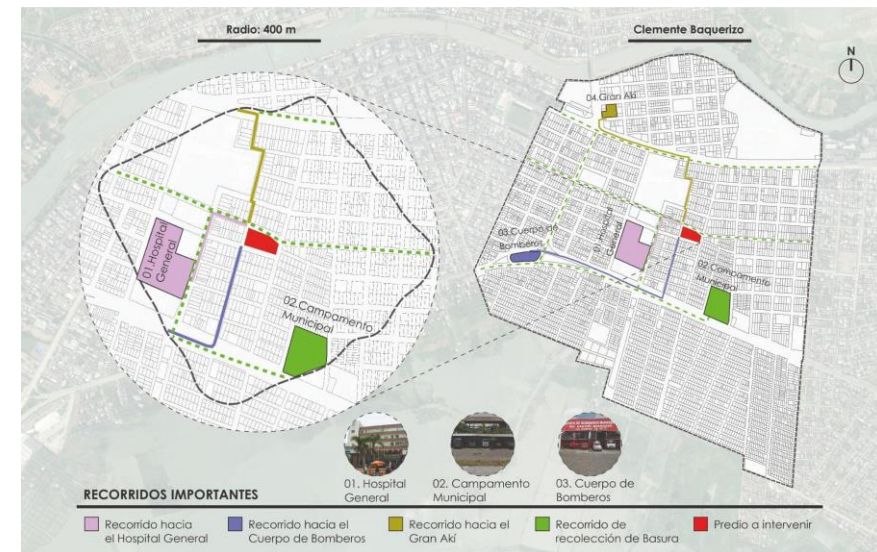 Radio: 400 m
Clemente Baquerizo
N
04.Gran Akí
03.Cuerpo de
Bomberos
01.Hospital
General
02.Campamento
Municipal
01.Hospital
General
02.Campamento
Municipal
01. Hospital
General
02. Campamento
Municipal
03. Cuerpo de
Bomberos
RECORRIDOS IMPORTANTES
Recorrido hacia
el Hospital General
Recorrido hacia el
Cuerpo de Bomberos
Recorrido hacia el
Gran Akí
Recorrido de
recolección de Basura
Predio a intervenir